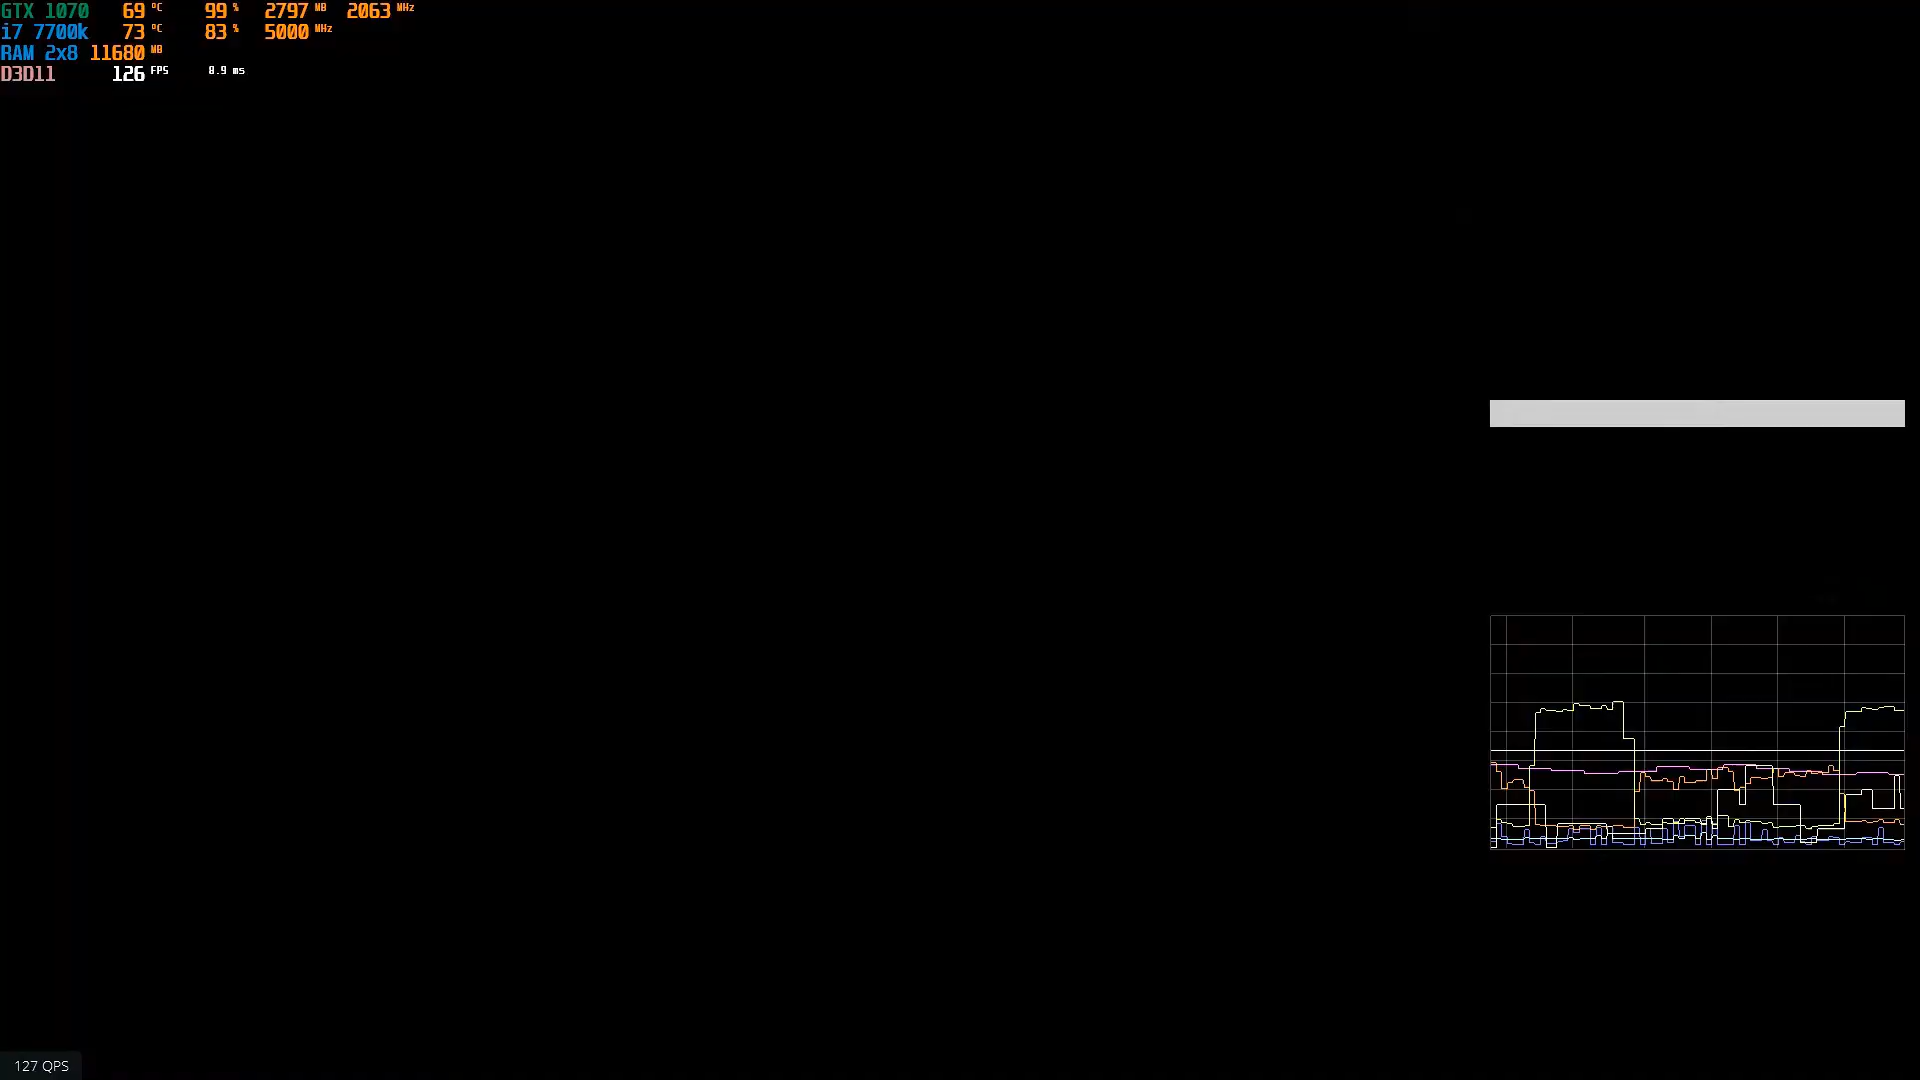 GTX 1070 69 °C 99 % 2797 MB 2063 MHz
i7 7700k 73 °C 83 % 5000 MHz
RAM 2x8 11680 MB
D3D11 126 FPS 8.9 ms
127 QPS